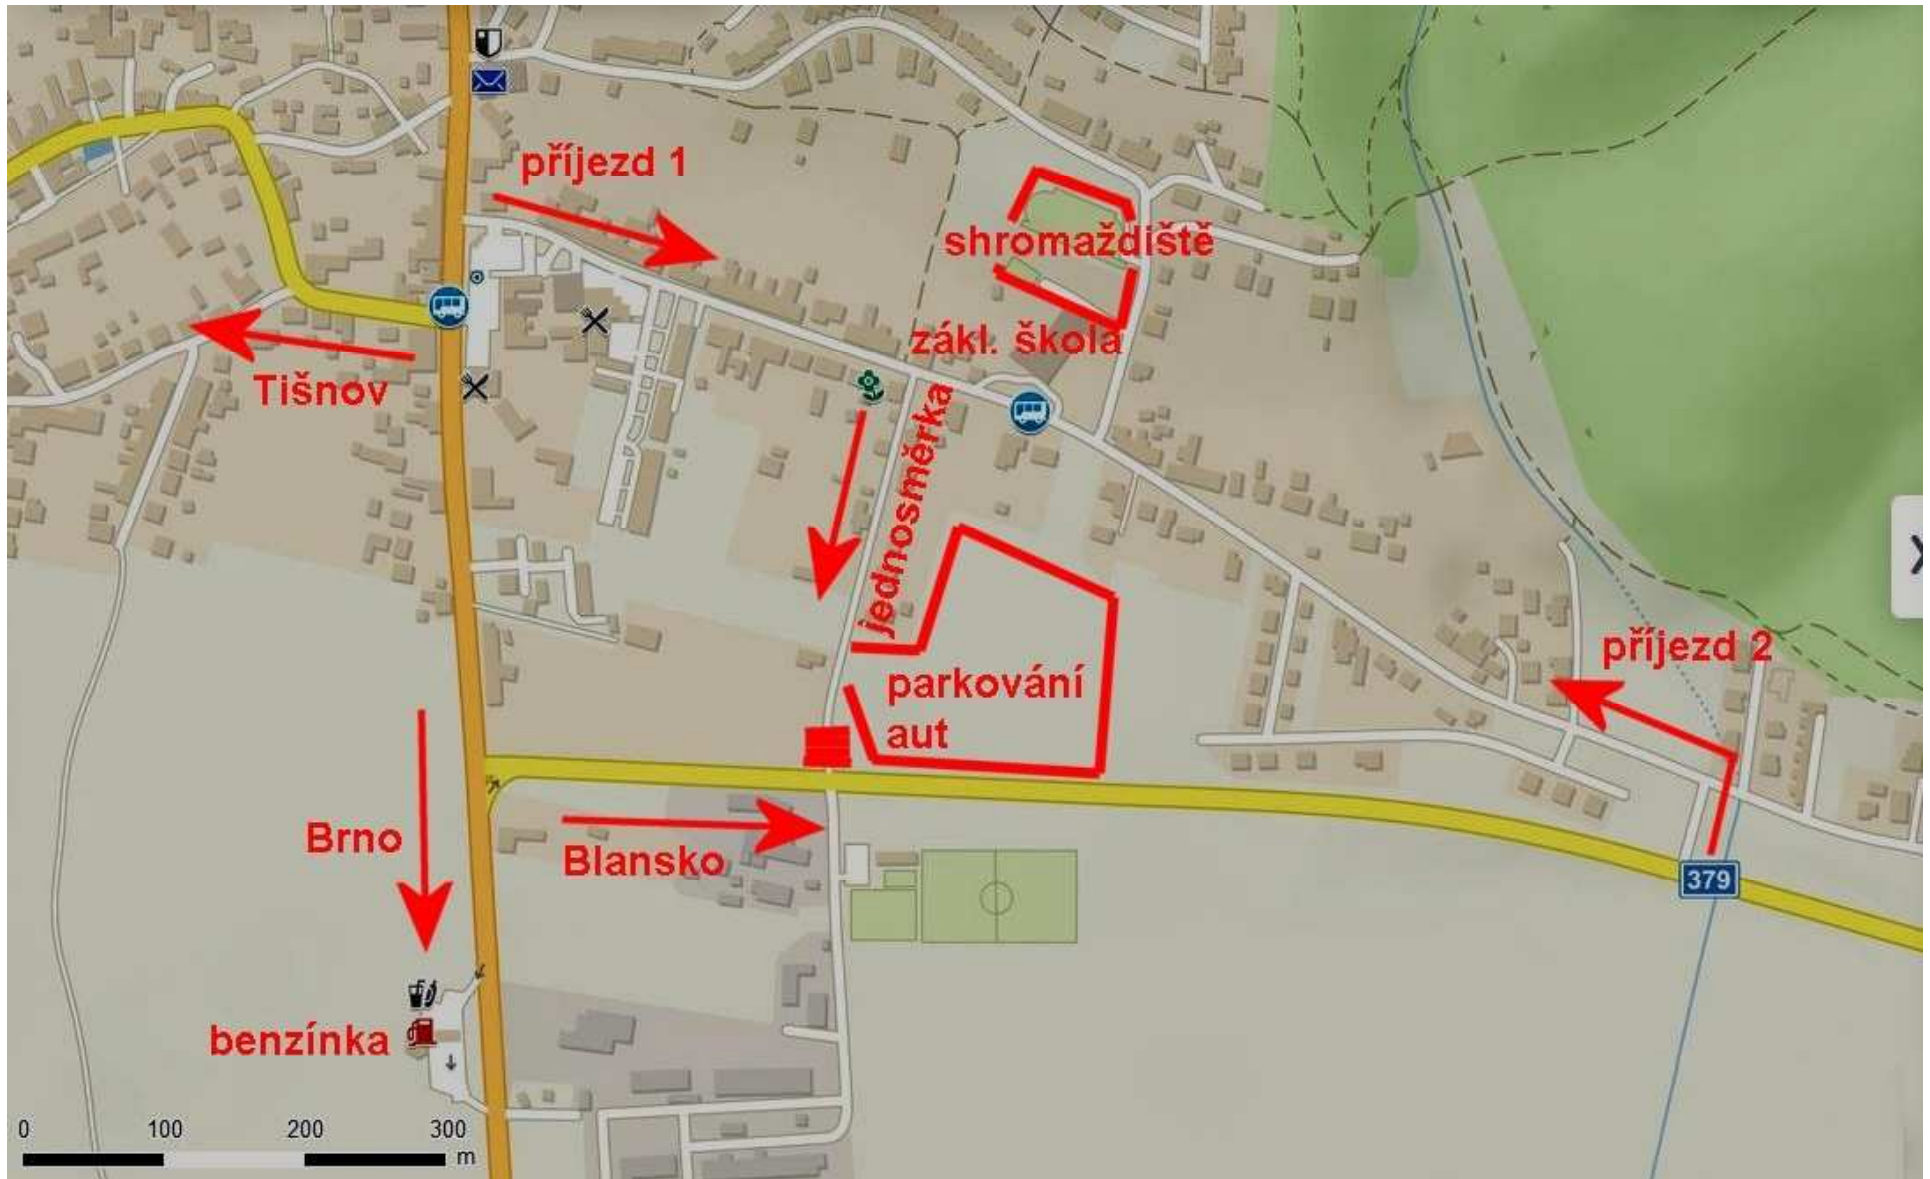 příjezd 1
shromaždiště
zákl. škola
Tišnov
jednosměrka
příjezd 2
parkování
aut
Brno
Blansko
379
benzínka
0 100 200 300
m